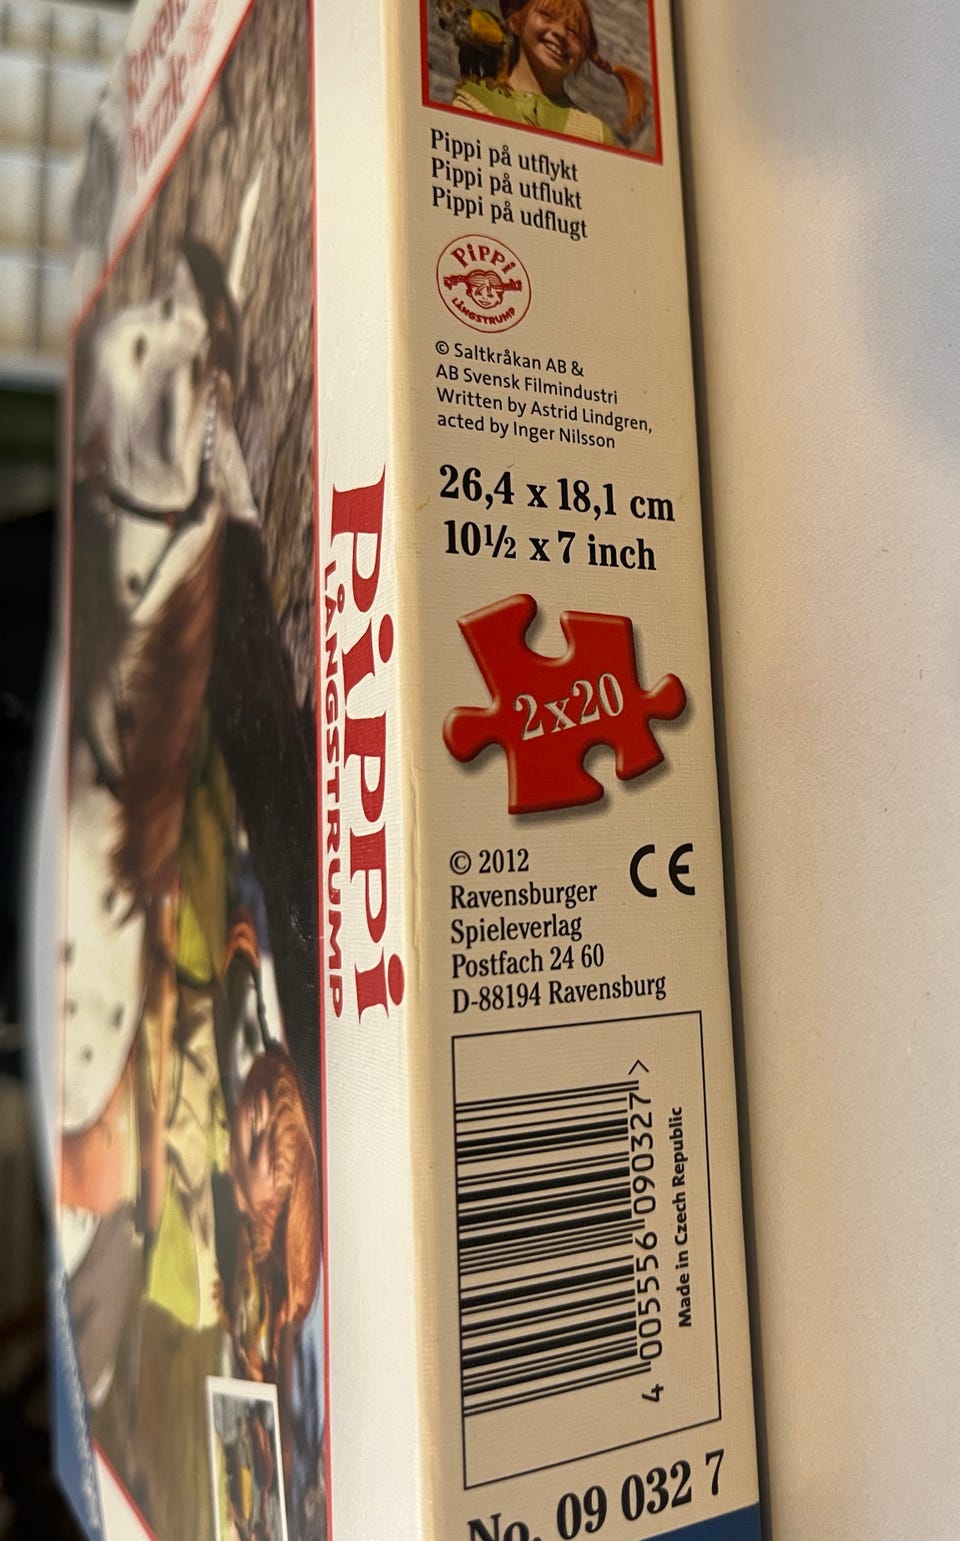 Ravens
Puzzle
PiPPi
LÅNGSTRUMP
Pippi på utflykt
Pippi på utflukt
Pippi på udflugt
PiPPi
LÅNGSTRUMP
© Saltkråkan AB &
AB Svensk Filmindustri
Written by Astrid Lindgren,
acted by Inger Nilsson
26,4 x 18,1 cm
10½ x 7 inch
2x20
© 2012
Ravensburger
Spieleverlag
Postfach 24 60
D-88194 Ravensburg
CE
4 005556 090327 >
Made in Czech Republic
No. 09 032 7